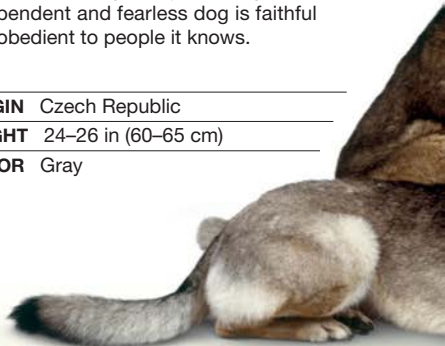 pendent and fearless dog is faithful
obedient to people it knows.
GIN Czech Republic
GHT 24–26 in (60–65 cm)
OR Gray